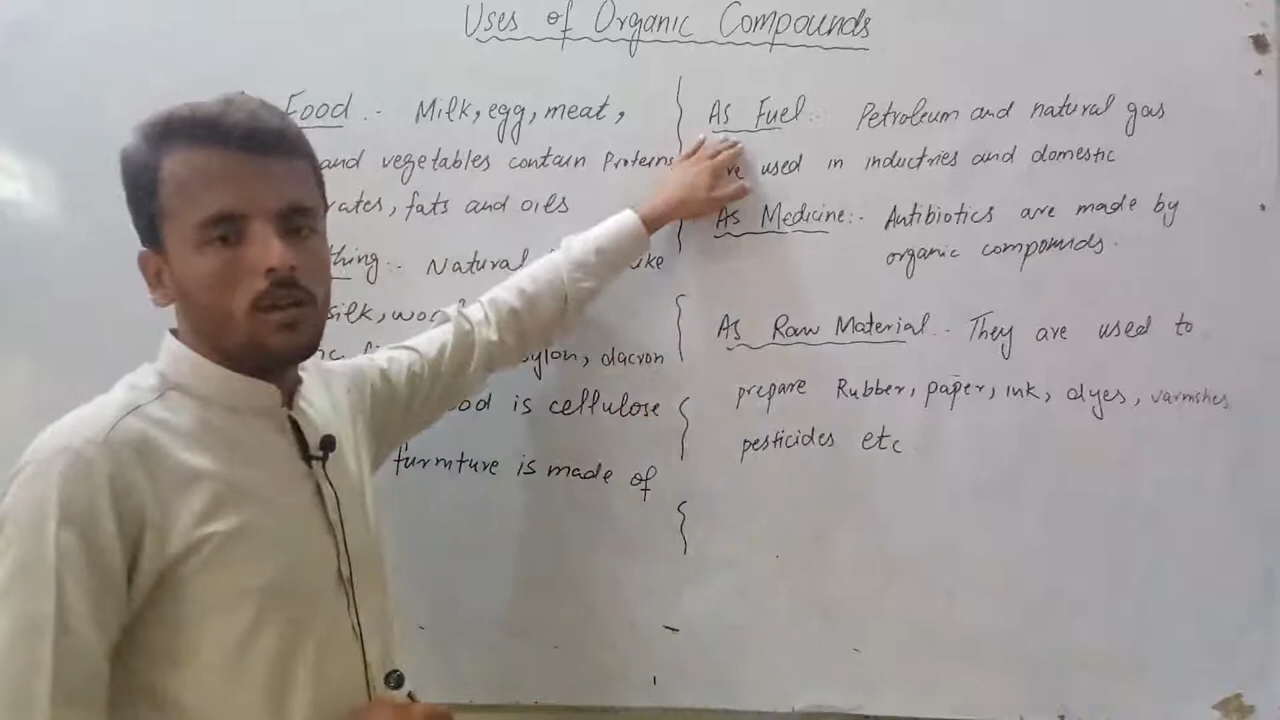 Uses of Organic Compounds
Food :- Milk, egg, meat,
and vegetables contain Proteins
rates, fats and oils
thing :- Natural like
silk, woo
ylon, dacron
ood is cellulose
furniture is made of
As Fuel :- Petroleum and natural gas
re used in inductries and domestic
As Medicine :- Antibiotics are made by
organic compounds.
As Raw Material :- They are used to
prepare Rubber, paper, ink, dyes, varnishes
pesticides etc